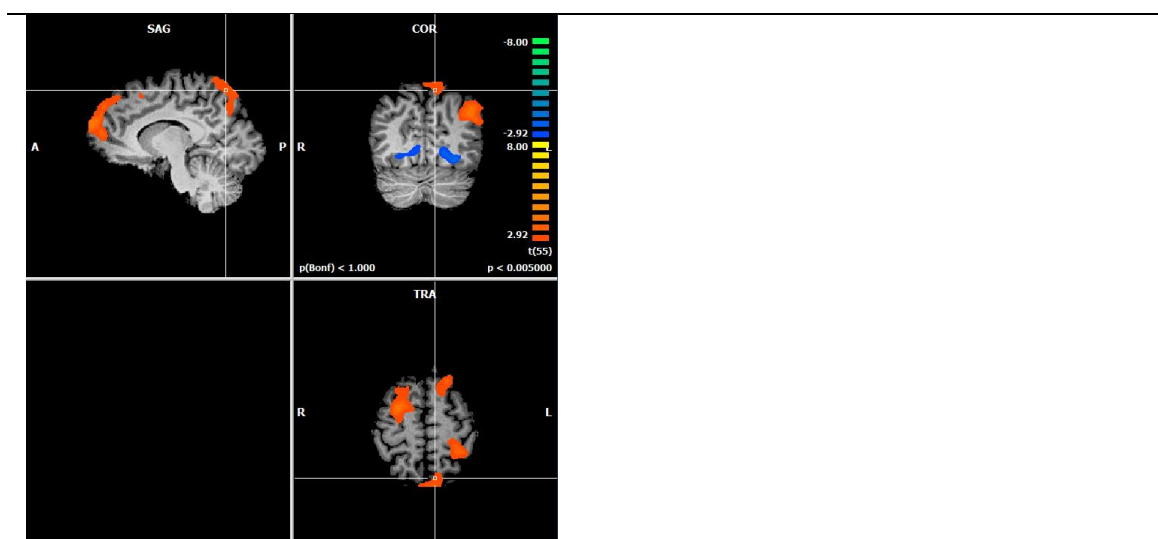 SAG
A
P
COR
R
-8.00
-2.92
8.00
L
2.92
t(55)
p(Bonf) < 1.000
p < 0.005000
TRA
R
L